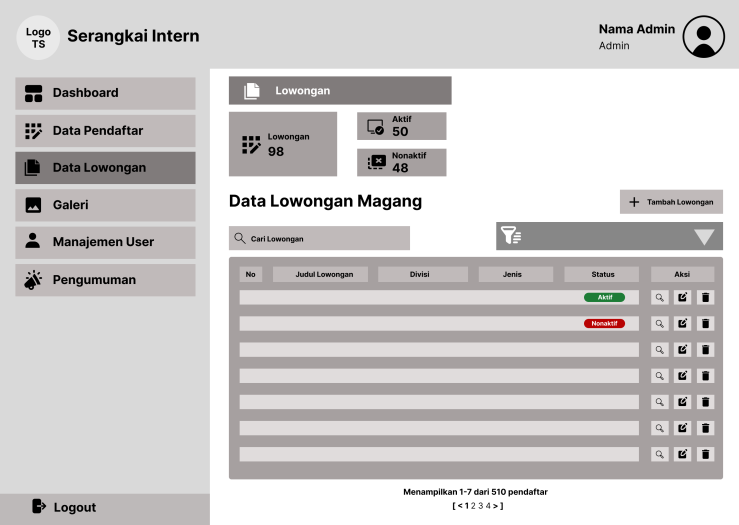 Logo
TS
Serangkai Intern
Nama Admin
Admin
Dashboard
Data Pendaftar
Data Lowongan
Galeri
Manajemen User
Pengumuman
Logout
Lowongan
Lowongan
98
Aktif
50
Nonaktif
48
Data Lowongan Magang
Tambah Lowongan
Cari Lowongan
No Judul Lowongan Divisi Jenis Status Aksi
Aktif
Nonaktif
Menampilkan 1-7 dari 510 pendaftar
[ < 1 2 3 4 > ]